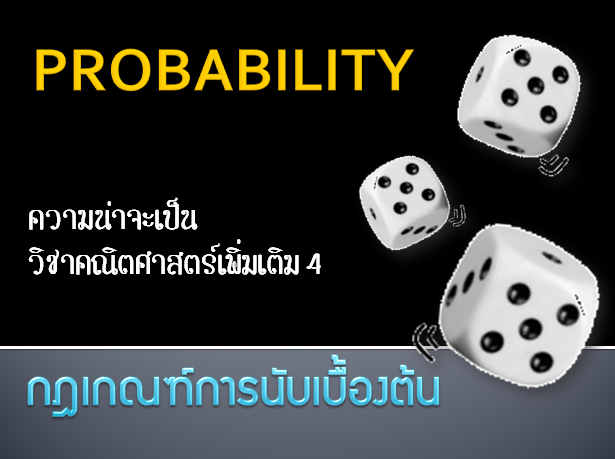 PROBABILITY
ความน่าจะเป็น
วิชาคณิตศาสตร์เพิ่มเติม 4
กฎเกณฑ์การนับเบื้องต้น